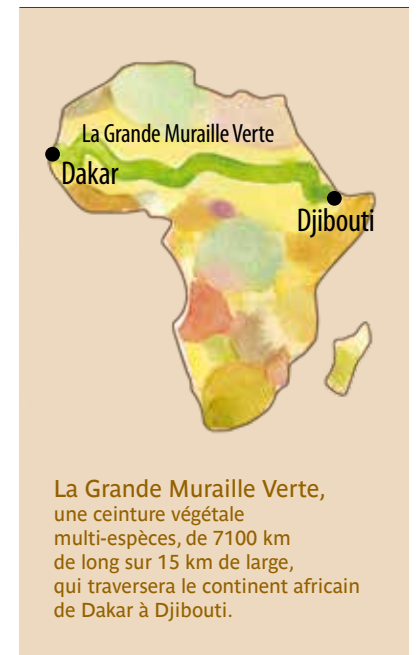 La Grande Muraille Verte
Dakar
Djibouti
La Grande Muraille Verte,
une ceinture végétale
multi-espèces, de 7100 km
de long sur 15 km de large,
qui traversera le continent africain
de Dakar à Djibouti.